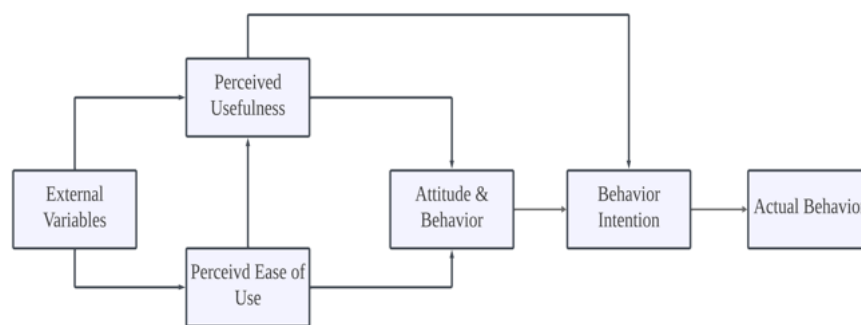 Perceived
Usefulness
External
Variables
Perceivd Ease of
Use
Attitude &
Behavior
Behavior
Intention
Actual Behavior